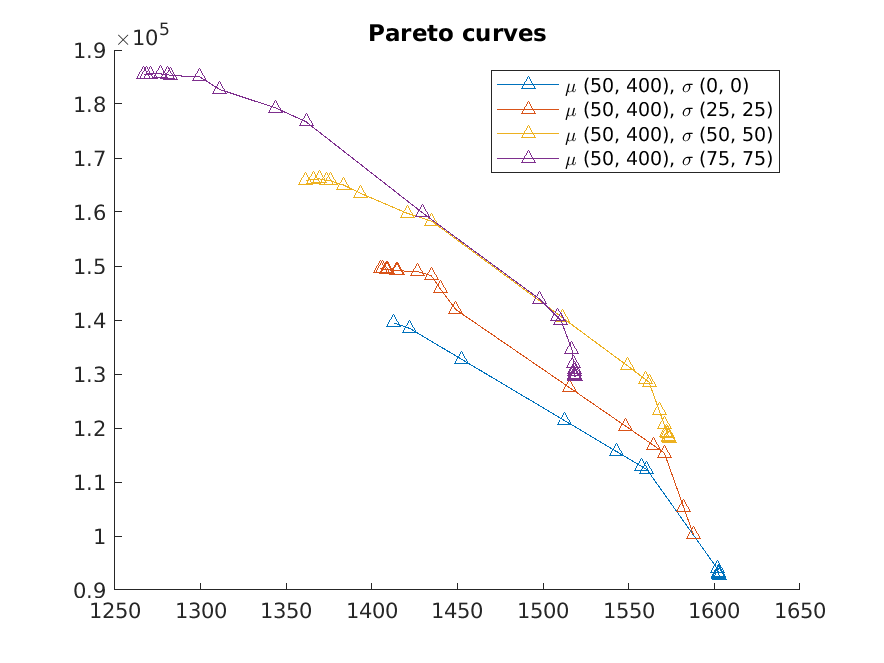 Pareto curves
×10⁵
1.9
1.8
1.7
1.6
1.5
1.4
1.3
1.2
1.1
1
0.9
1250 1300 1350 1400 1450 1500 1550 1600 1650
μ (50, 400), σ (0, 0)
μ (50, 400), σ (25, 25)
μ (50, 400), σ (50, 50)
μ (50, 400), σ (75, 75)